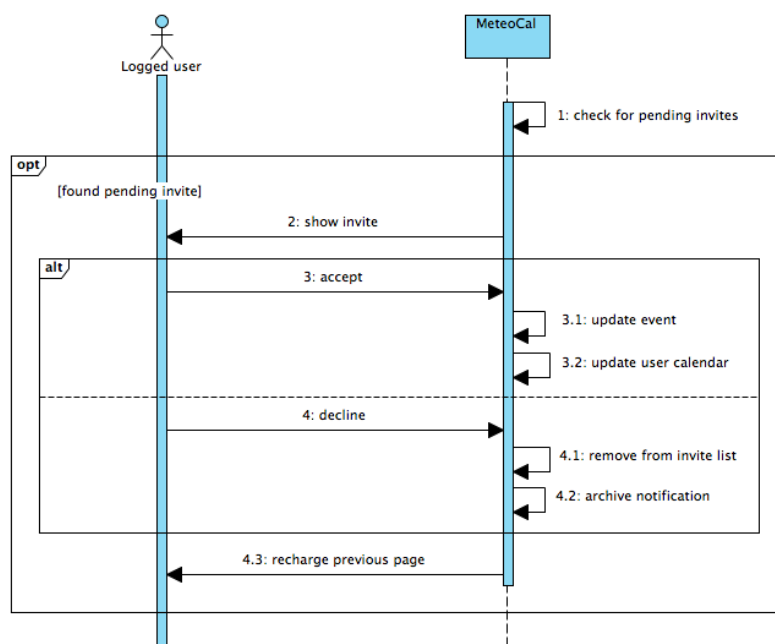 MeteoCal
Logged user
1: check for pending invites
opt
[found pending invite]
2: show invite
alt
3: accept
3.1: update event
3.2: update user calendar
4: decline
4.1: remove from invite list
4.2: archive notification
4.3: recharge previous page